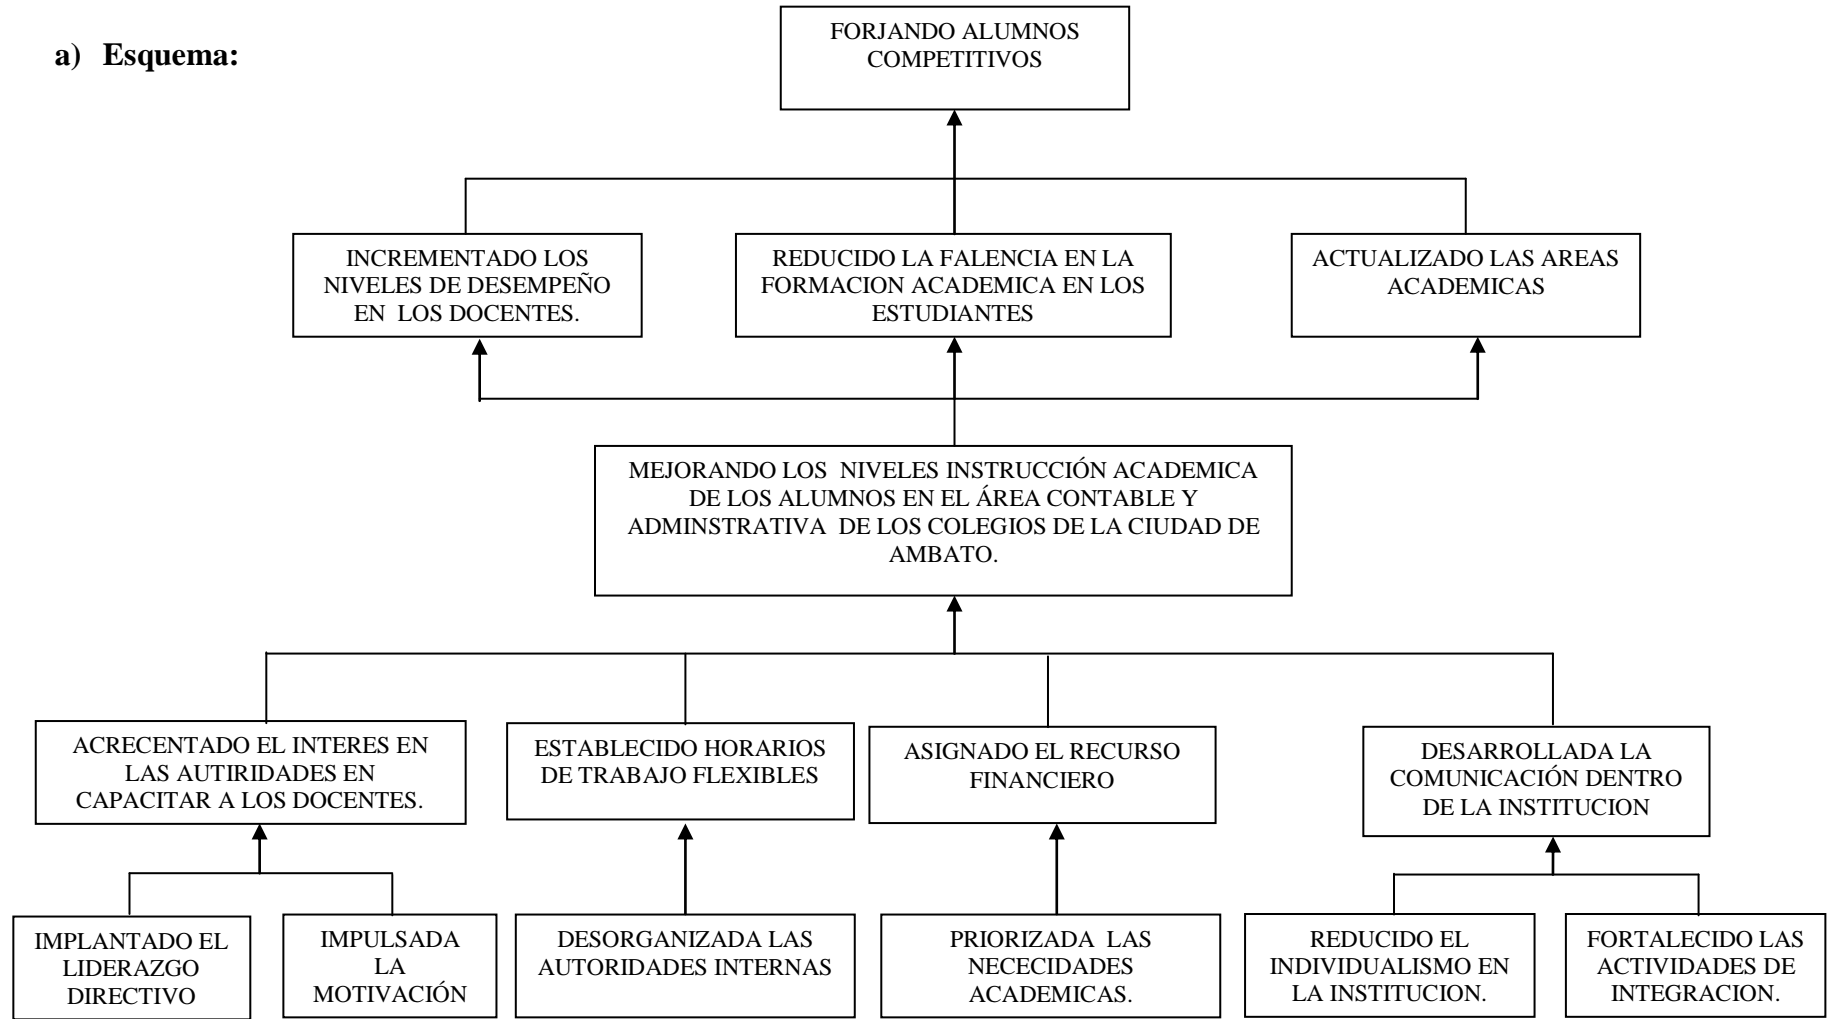 a) Esquema:
FORJANDO ALUMNOS
COMPETITIVOS
INCREMENTADO LOS
NIVELES DE DESEMPEÑO
EN LOS DOCENTES.
REDUCIDO LA FALENCIA EN LA
FORMACION ACADEMICA EN LOS
ESTUDIANTES
ACTUALIZADO LAS AREAS
ACADEMICAS
MEJORANDO LOS NIVELES INSTRUCCIÓN ACADEMICA
DE LOS ALUMNOS EN EL ÁREA CONTABLE Y
ADMINSTRATIVA DE LOS COLEGIOS DE LA CIUDAD DE
AMBATO.
ACRECENTADO EL INTERES EN
LAS AUTIRIDADES EN
CAPACITAR A LOS DOCENTES.
ESTABLECIDO HORARIOS
DE TRABAJO FLEXIBLES
ASIGNADO EL RECURSO
FINANCIERO
DESARROLLADA LA
COMUNICACIÓN DENTRO
DE LA INSTITUCION
IMPLANTADO EL
LIDERAZGO
DIRECTIVO
IMPULSADA
LA
MOTIVACIÓN
DESORGANIZADA LAS
AUTORIDADES INTERNAS
PRIORIZADA LAS
NECECIDADES
ACADEMICAS.
REDUCIDO EL
INDIVIDUALISMO EN
LA INSTITUCION.
FORTALECIDO LAS
ACTIVIDADES DE
INTEGRACION.